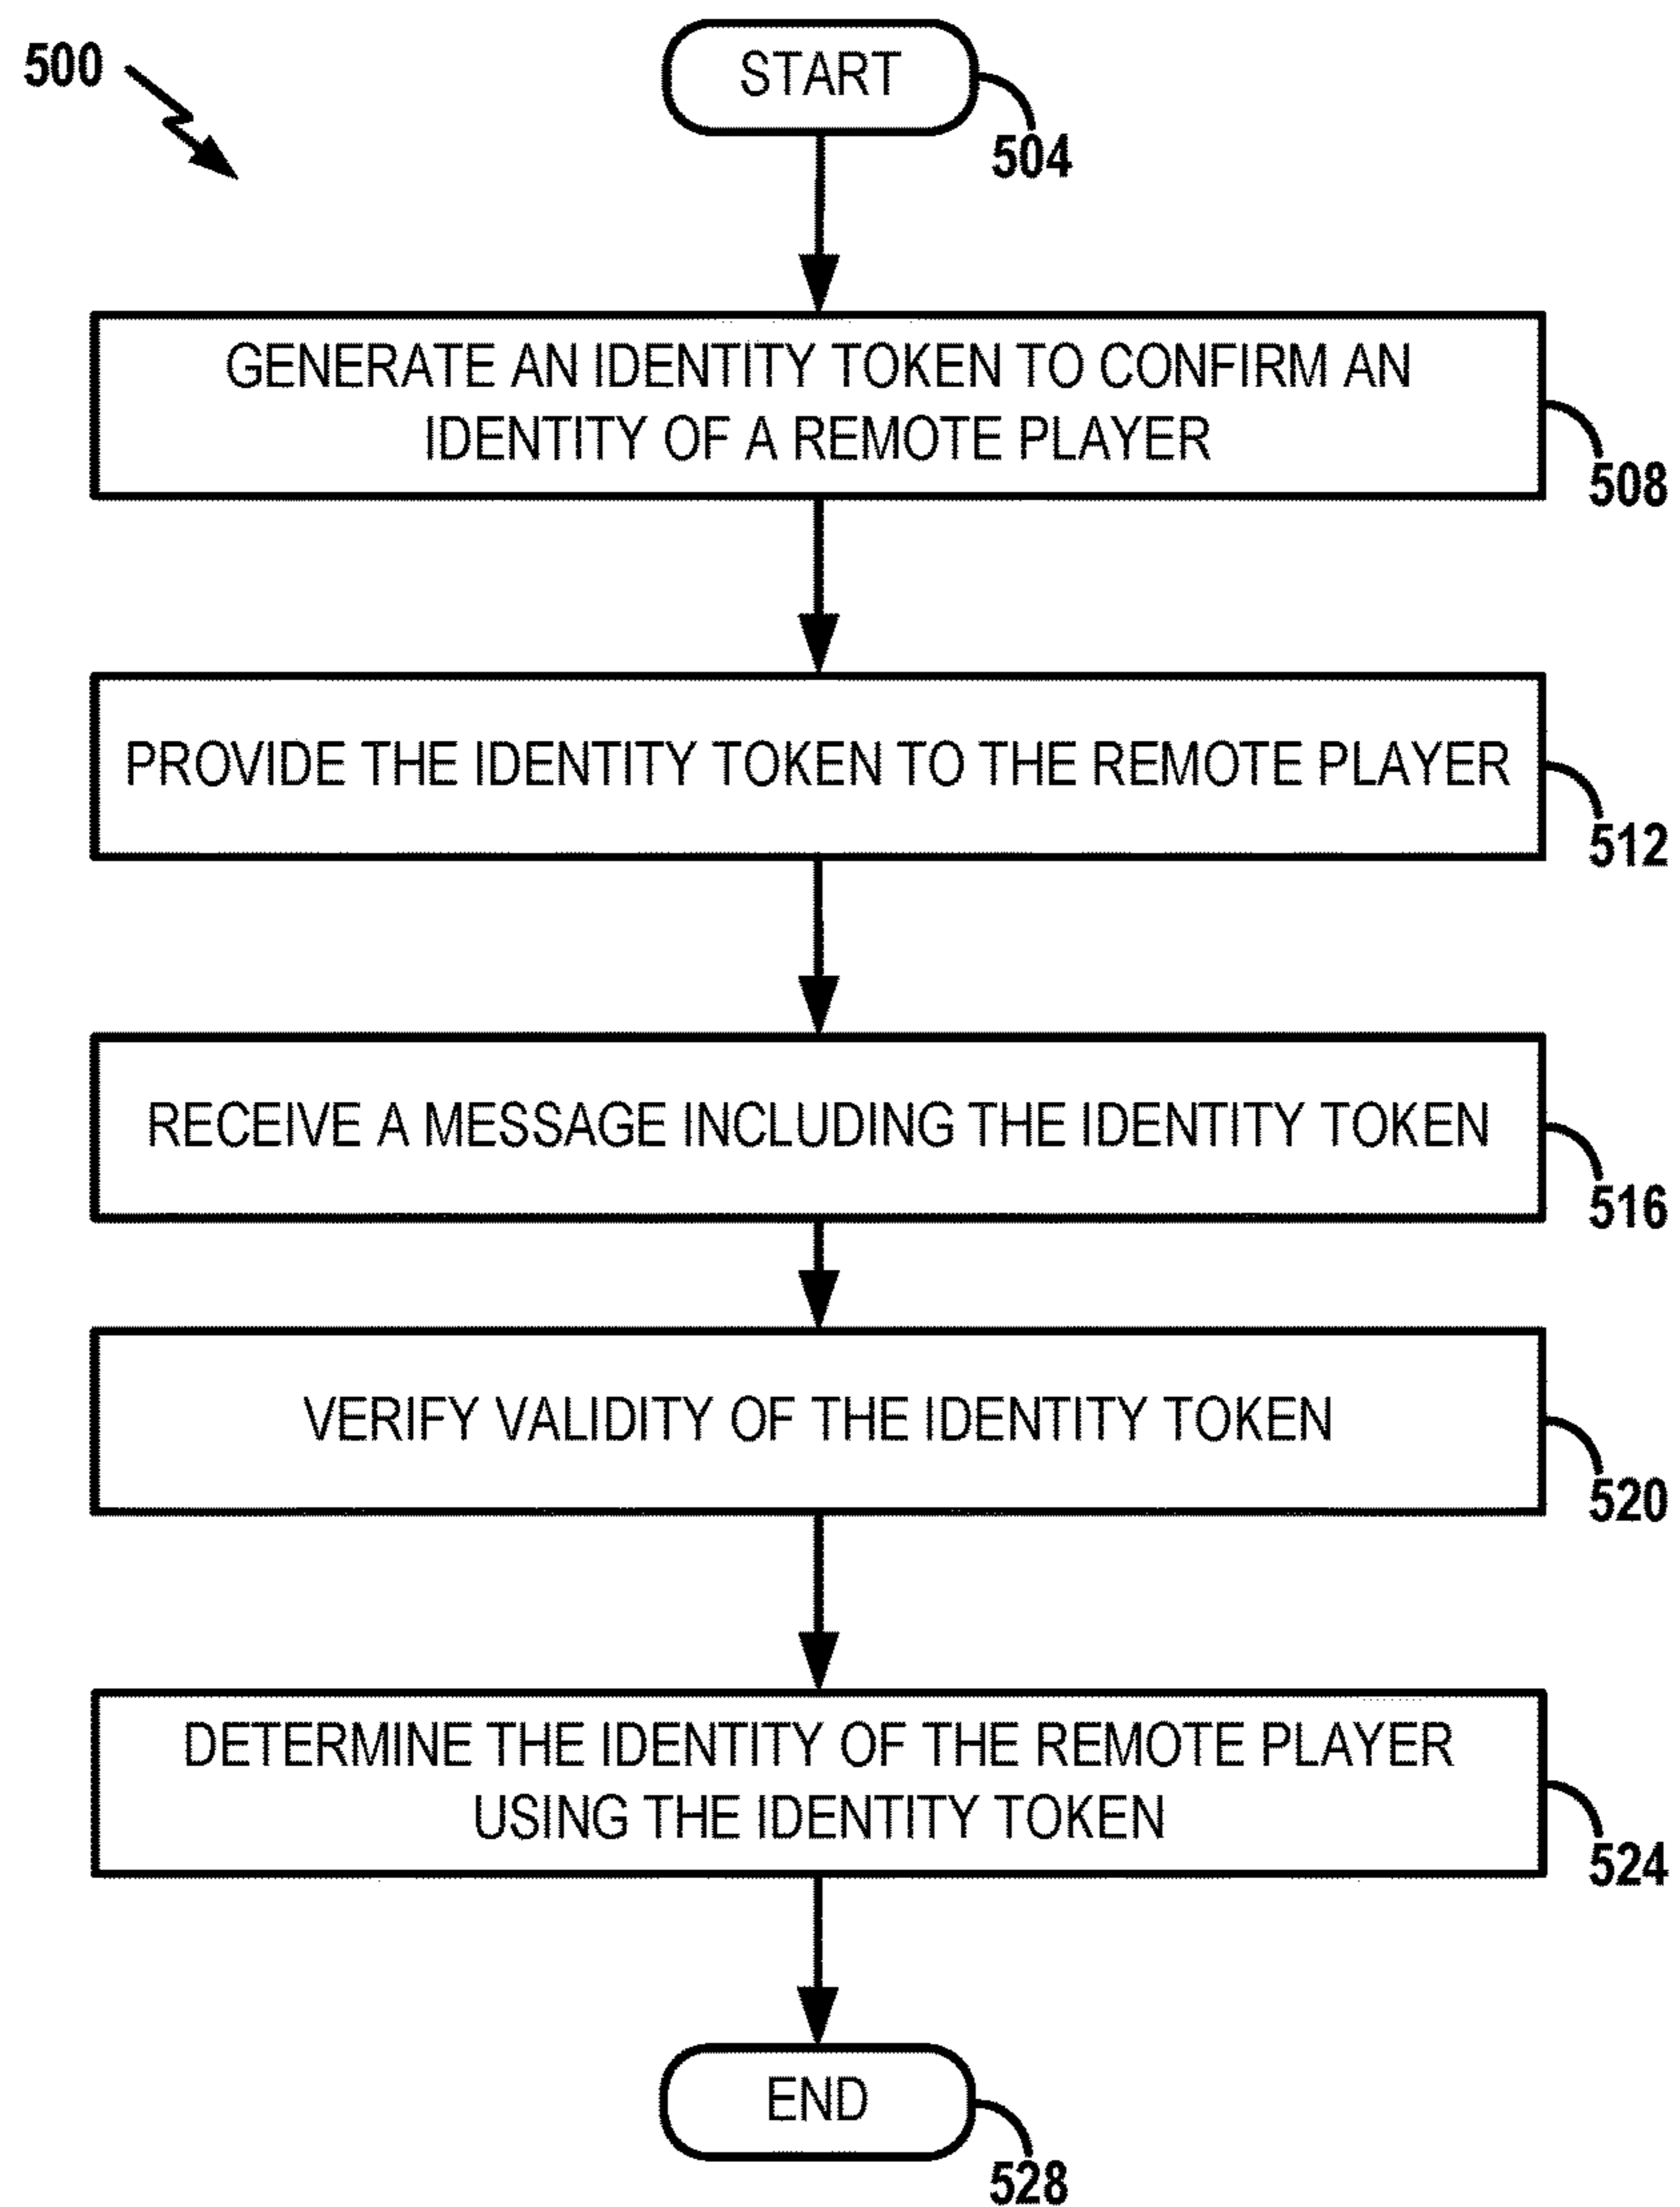 500
START
504
GENERATE AN IDENTITY TOKEN TO CONFIRM AN
IDENTITY OF A REMOTE PLAYER
508
PROVIDE THE IDENTITY TOKEN TO THE REMOTE PLAYER
512
RECEIVE A MESSAGE INCLUDING THE IDENTITY TOKEN
516
VERIFY VALIDITY OF THE IDENTITY TOKEN
520
DETERMINE THE IDENTITY OF THE REMOTE PLAYER
USING THE IDENTITY TOKEN
524
END
528